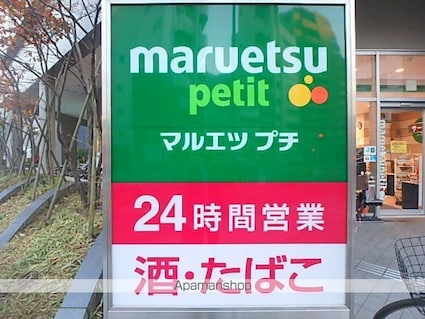 maruetsu
petit
マルエツ プチ
24時間営業
酒・たばこ
Apamanshop